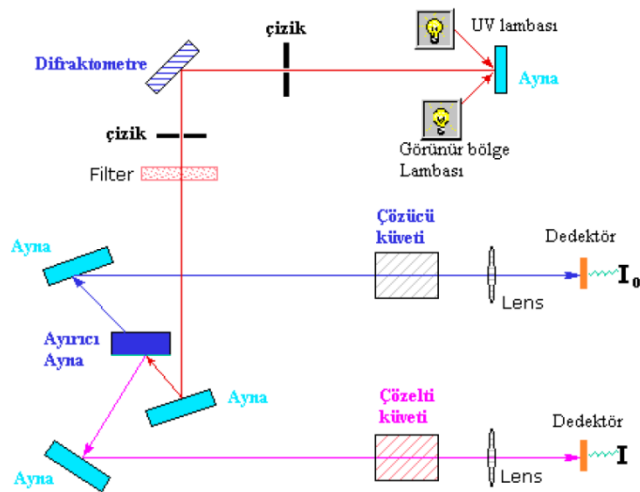 UV lambası
çizik
Difraktometre
Ayna
çizik
Görünür bölge
Lambası
Filter
Ayna
Çözücü
küveti
Dedektör
I₀
Lens
Ayırıcı
Ayna
Ayna
Çözelti
küveti
Dedektör
I
Lens
Ayna